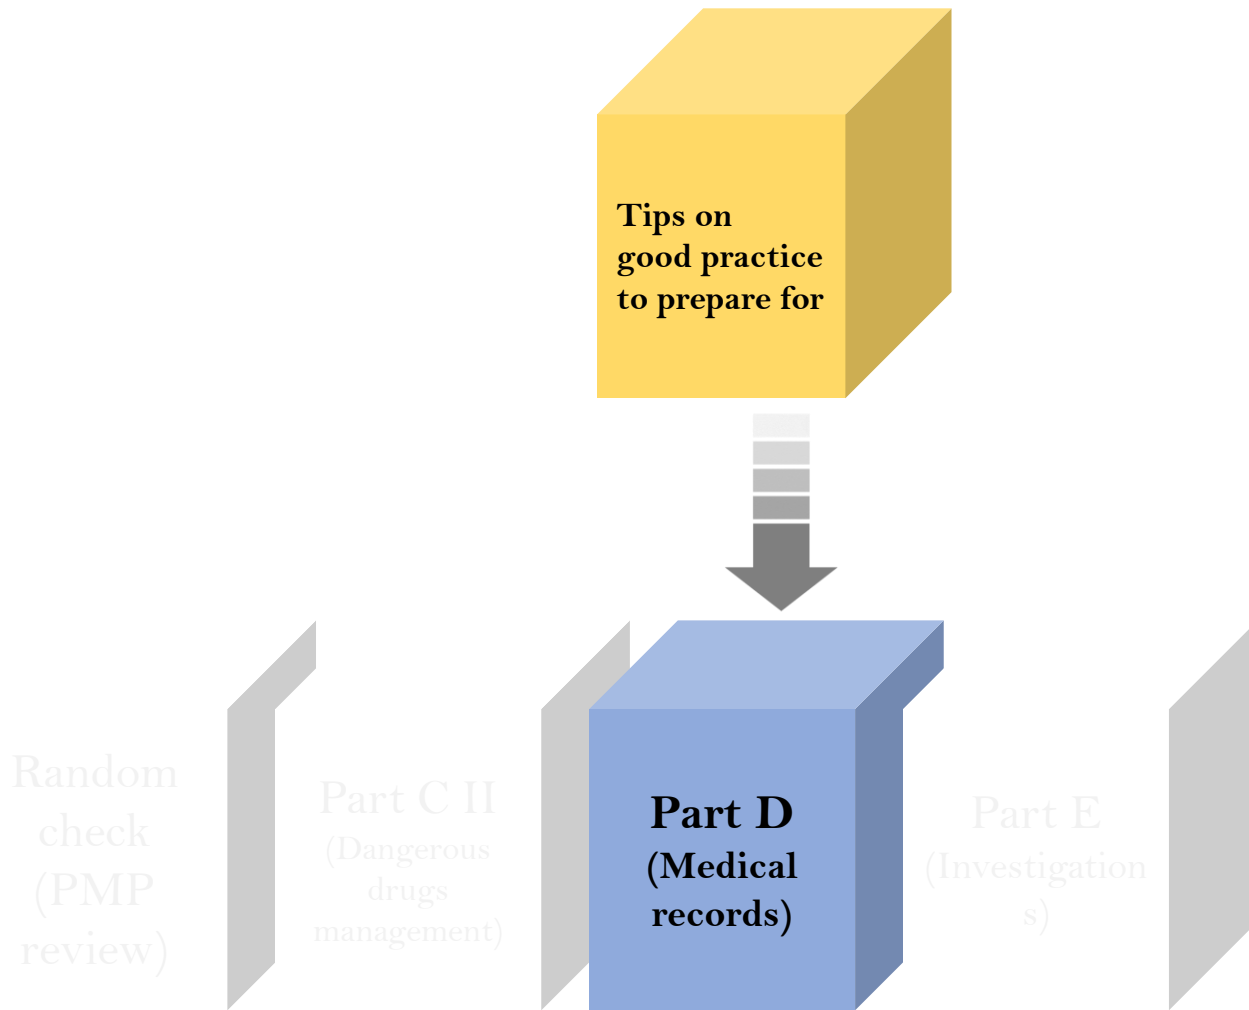 Tips on
good practice
to prepare for
Random
check
(PMP
review)
Part C II
(Dangerous
drugs
management)
Part D
(Medical
records)
Part E
(Investigation
s)